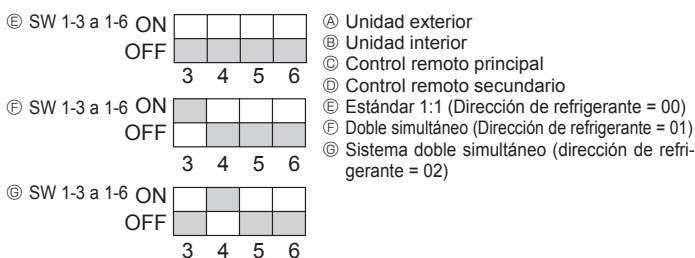 Ⓔ SW 1-3 a 1-6 ON
OFF
3 4 5 6
Ⓕ SW 1-3 a 1-6 ON
OFF
3 4 5 6
Ⓖ SW 1-3 a 1-6 ON
OFF
3 4 5 6
Ⓐ Unidad exterior
Ⓑ Unidad interior
Ⓒ Control remoto principal
Ⓓ Control remoto secundario
Ⓔ Estándar 1:1 (Dirección de refrigerante = 00)
Ⓕ Doble simultáneo (Dirección de refrigerante = 01)
Ⓖ Sistema doble simultáneo (dirección de refri-
gerante = 02)